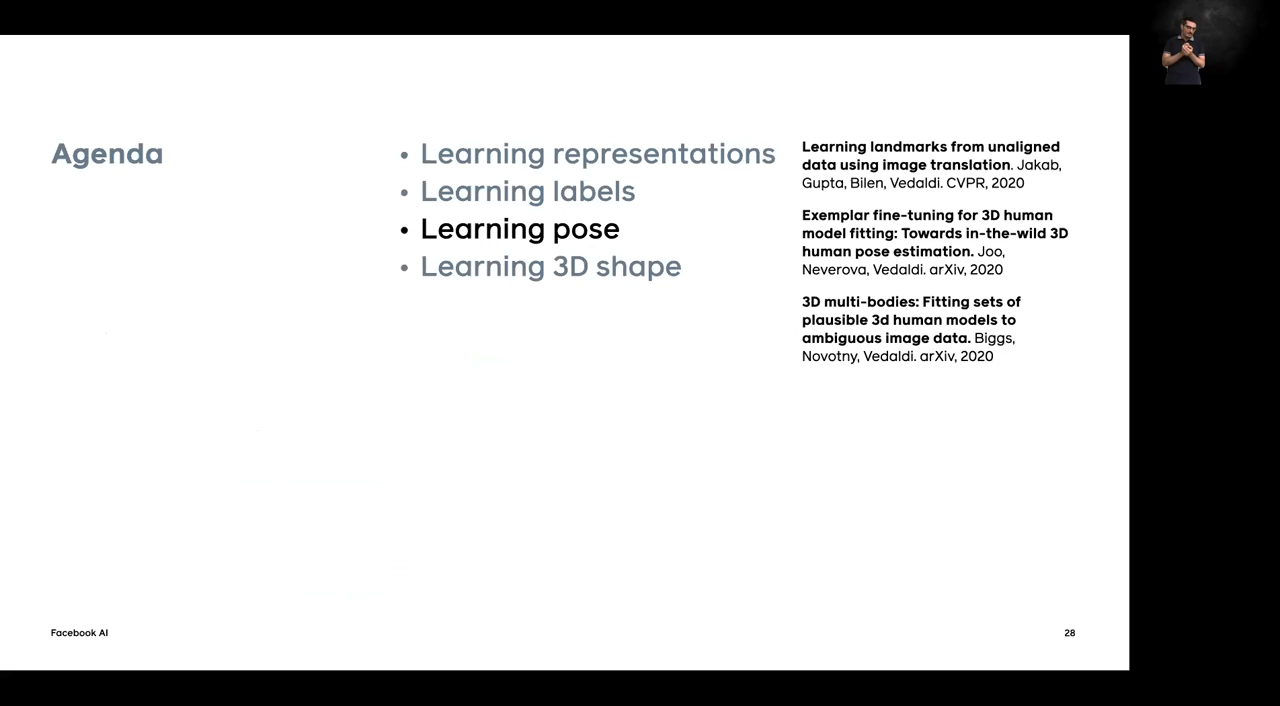 Agenda
• Learning representations
• Learning labels
• Learning pose
• Learning 3D shape
Learning landmarks from unaligned
data using image translation. Jakab,
Gupta, Bilen, Vedaldi. CVPR, 2020
Exemplar fine-tuning for 3D human
model fitting: Towards in-the-wild 3D
human pose estimation. Joo,
Neverova, Vedaldi. arXiv, 2020
3D multi-bodies: Fitting sets of
plausible 3d human models to
ambiguous image data. Biggs,
Novotny, Vedaldi. arXiv, 2020
Facebook AI
28